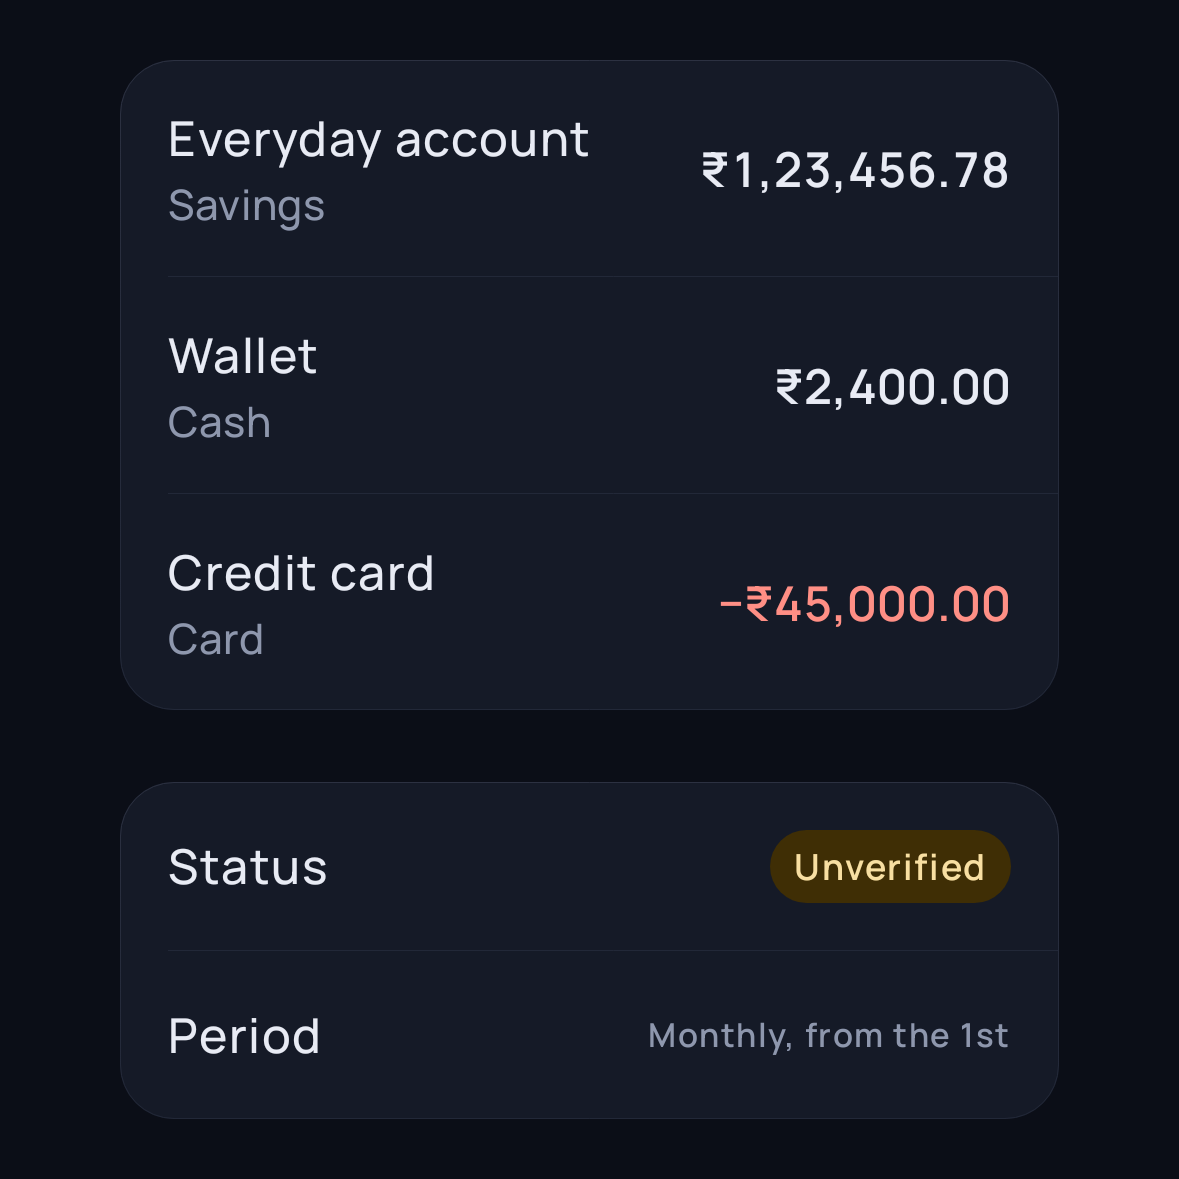 Everyday account
₹1,23,456.78
Savings
Wallet
₹2,400.00
Cash
Credit card
−₹45,000.00
Card
Status
Unverified
Period
Monthly, from the 1st